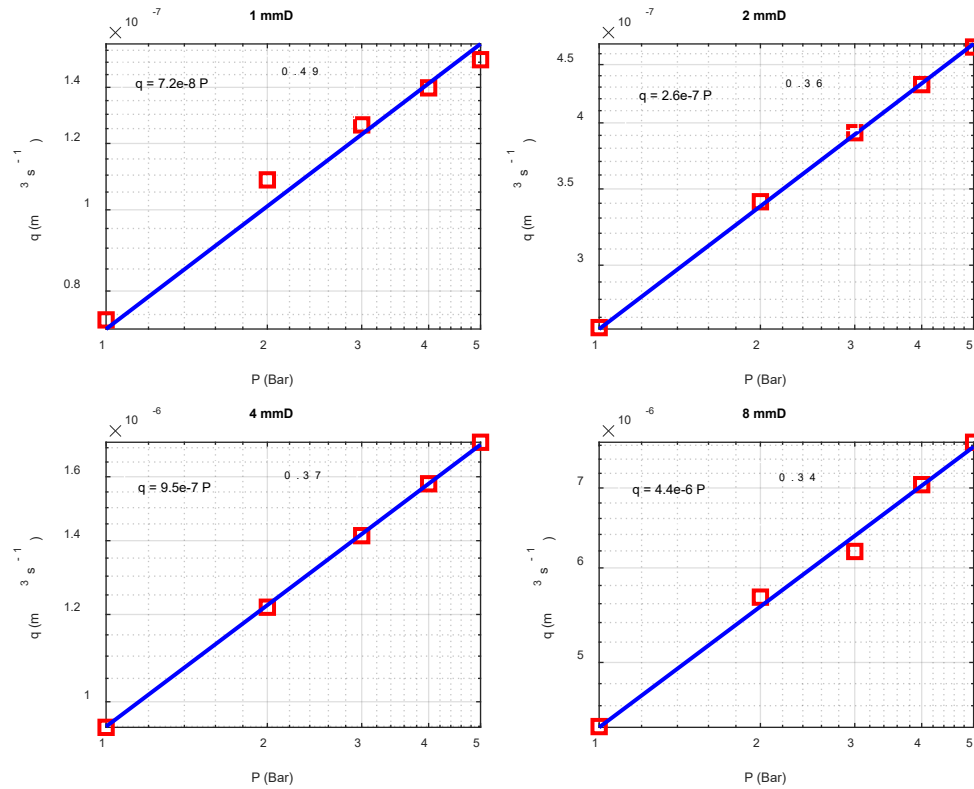 1 mmD
× 10 -7
q = 7.2e-8 P 0.49
1.4
1.2
1
0.8
q (m 3 s -1 )
1 2 3 4 5
P (Bar)
2 mmD
× 10 -7
q = 2.6e-7 P 0.36
4.5
4
3.5
3
q (m 3 s -1 )
1 2 3 4 5
P (Bar)
4 mmD
× 10 -6
q = 9.5e-7 P 0.37
1.6
1.4
1.2
1
q (m 3 s -1 )
1 2 3 4 5
P (Bar)
8 mmD
× 10 -6
q = 4.4e-6 P 0.34
7
6
5
q (m 3 s -1 )
1 2 3 4 5
P (Bar)